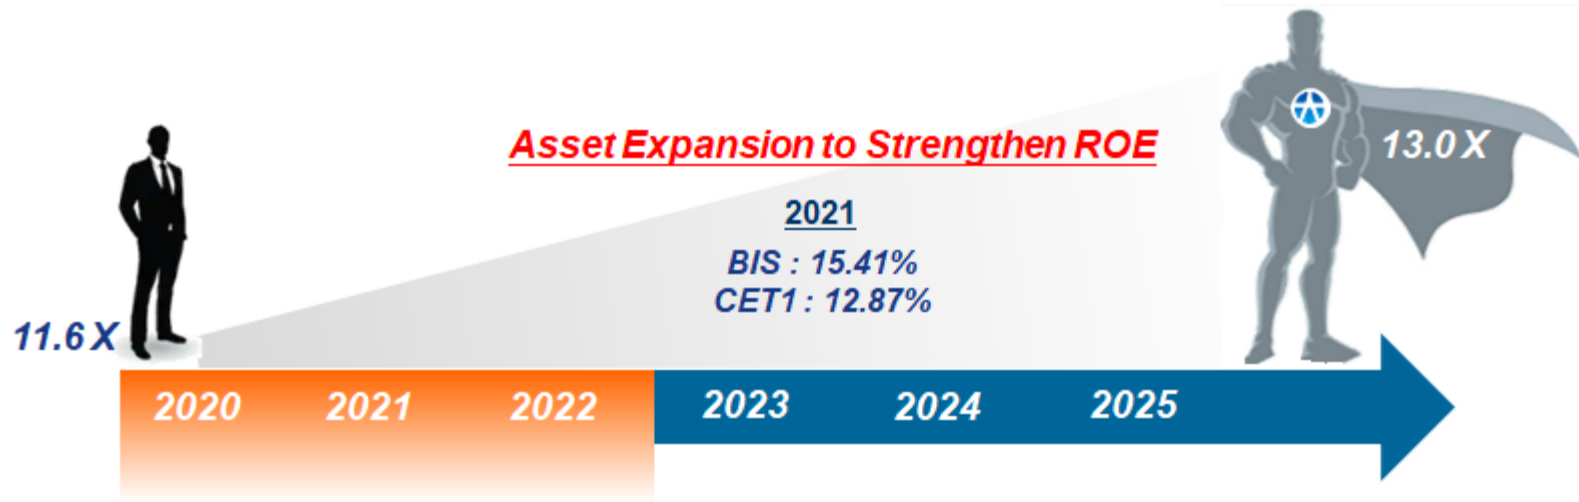 Asset Expansion to Strengthen ROE
13.0 X
2021
BIS : 15.41%
CET1 : 12.87%
11.6 X
2020 2021 2022 2023 2024 2025